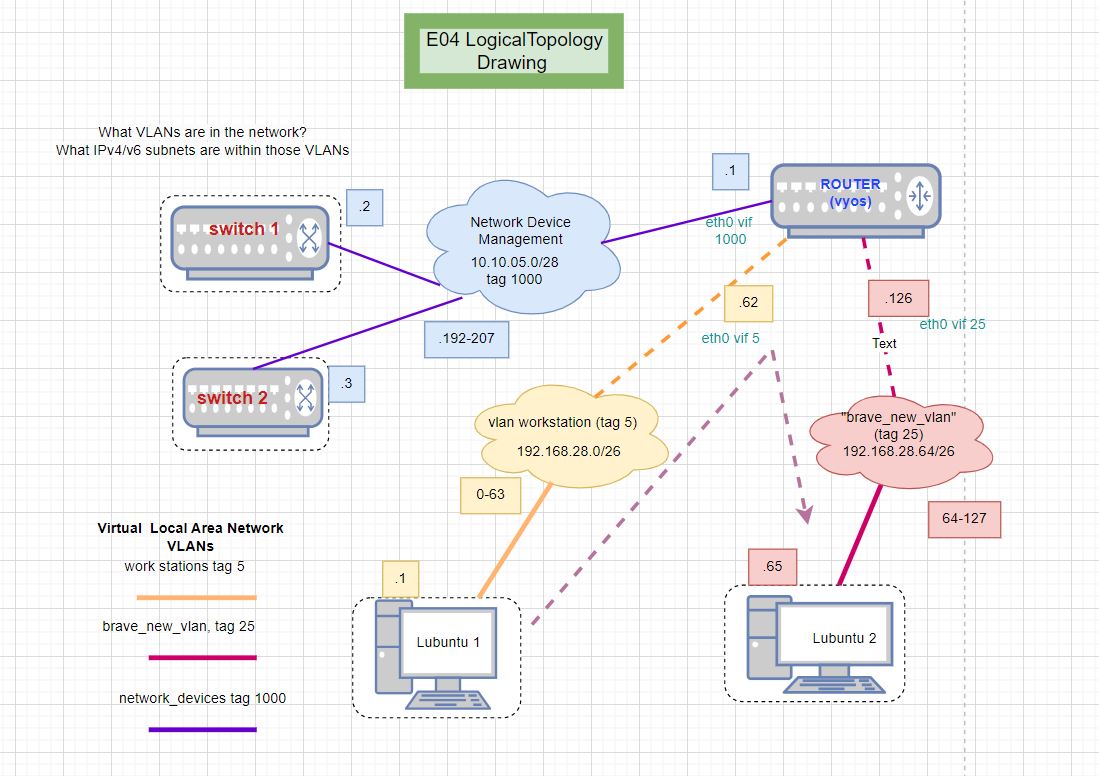 E04 LogicalTopology
Drawing
What VLANs are in the network?
What IPv4/v6 subnets are within those VLANs
.1
ROUTER
(vyos)
.2
switch 1
Network Device
Management
10.10.05.0/28
tag 1000
eth0 vif
1000
.62
.126
eth0 vif 25
.192-207
eth0 vif 5
Text
.3
switch 2
vlan workstation (tag 5)
192.168.28.0/26
"brave_new_vlan"
(tag 25)
192.168.28.64/26
0-63
64-127
Virtual Local Area Network
VLANs
work stations tag 5
.1
.65
brave_new_vlan, tag 25
Lubuntu 1
Lubuntu 2
network_devices tag 1000